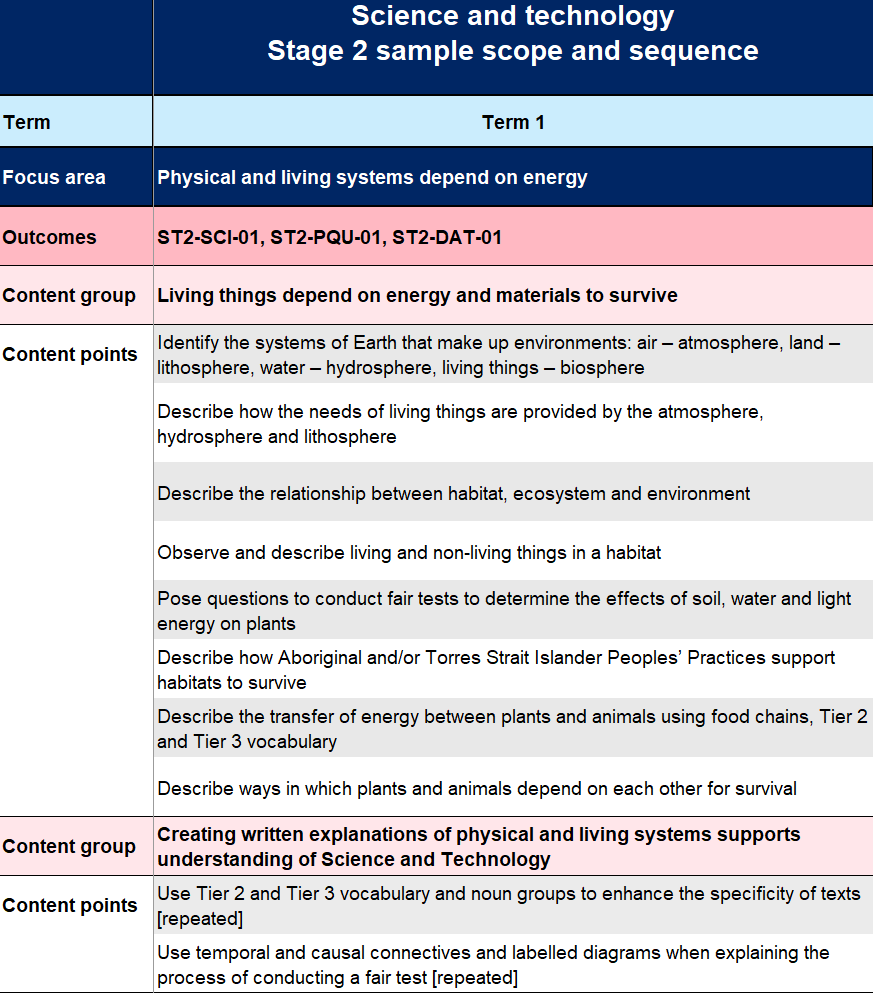 Science and technology
Stage 2 sample scope and sequence
Term
Term 1
Focus area
Physical and living systems depend on energy
Outcomes
ST2-SCI-01, ST2-PQU-01, ST2-DAT-01
Content group
Living things depend on energy and materials to survive
Content points
Identify the systems of Earth that make up environments: air – atmosphere, land –
lithosphere, water – hydrosphere, living things – biosphere
Describe how the needs of living things are provided by the atmosphere,
hydrosphere and lithosphere
Describe the relationship between habitat, ecosystem and environment
Observe and describe living and non-living things in a habitat
Pose questions to conduct fair tests to determine the effects of soil, water and light
energy on plants
Describe how Aboriginal and/or Torres Strait Islander Peoples’ Practices support
habitats to survive
Describe the transfer of energy between plants and animals using food chains, Tier 2
and Tier 3 vocabulary
Describe ways in which plants and animals depend on each other for survival
Content group
Creating written explanations of physical and living systems supports
understanding of Science and Technology
Content points
Use Tier 2 and Tier 3 vocabulary and noun groups to enhance the specificity of texts
[repeated]
Use temporal and causal connectives and labelled diagrams when explaining the
process of conducting a fair test [repeated]